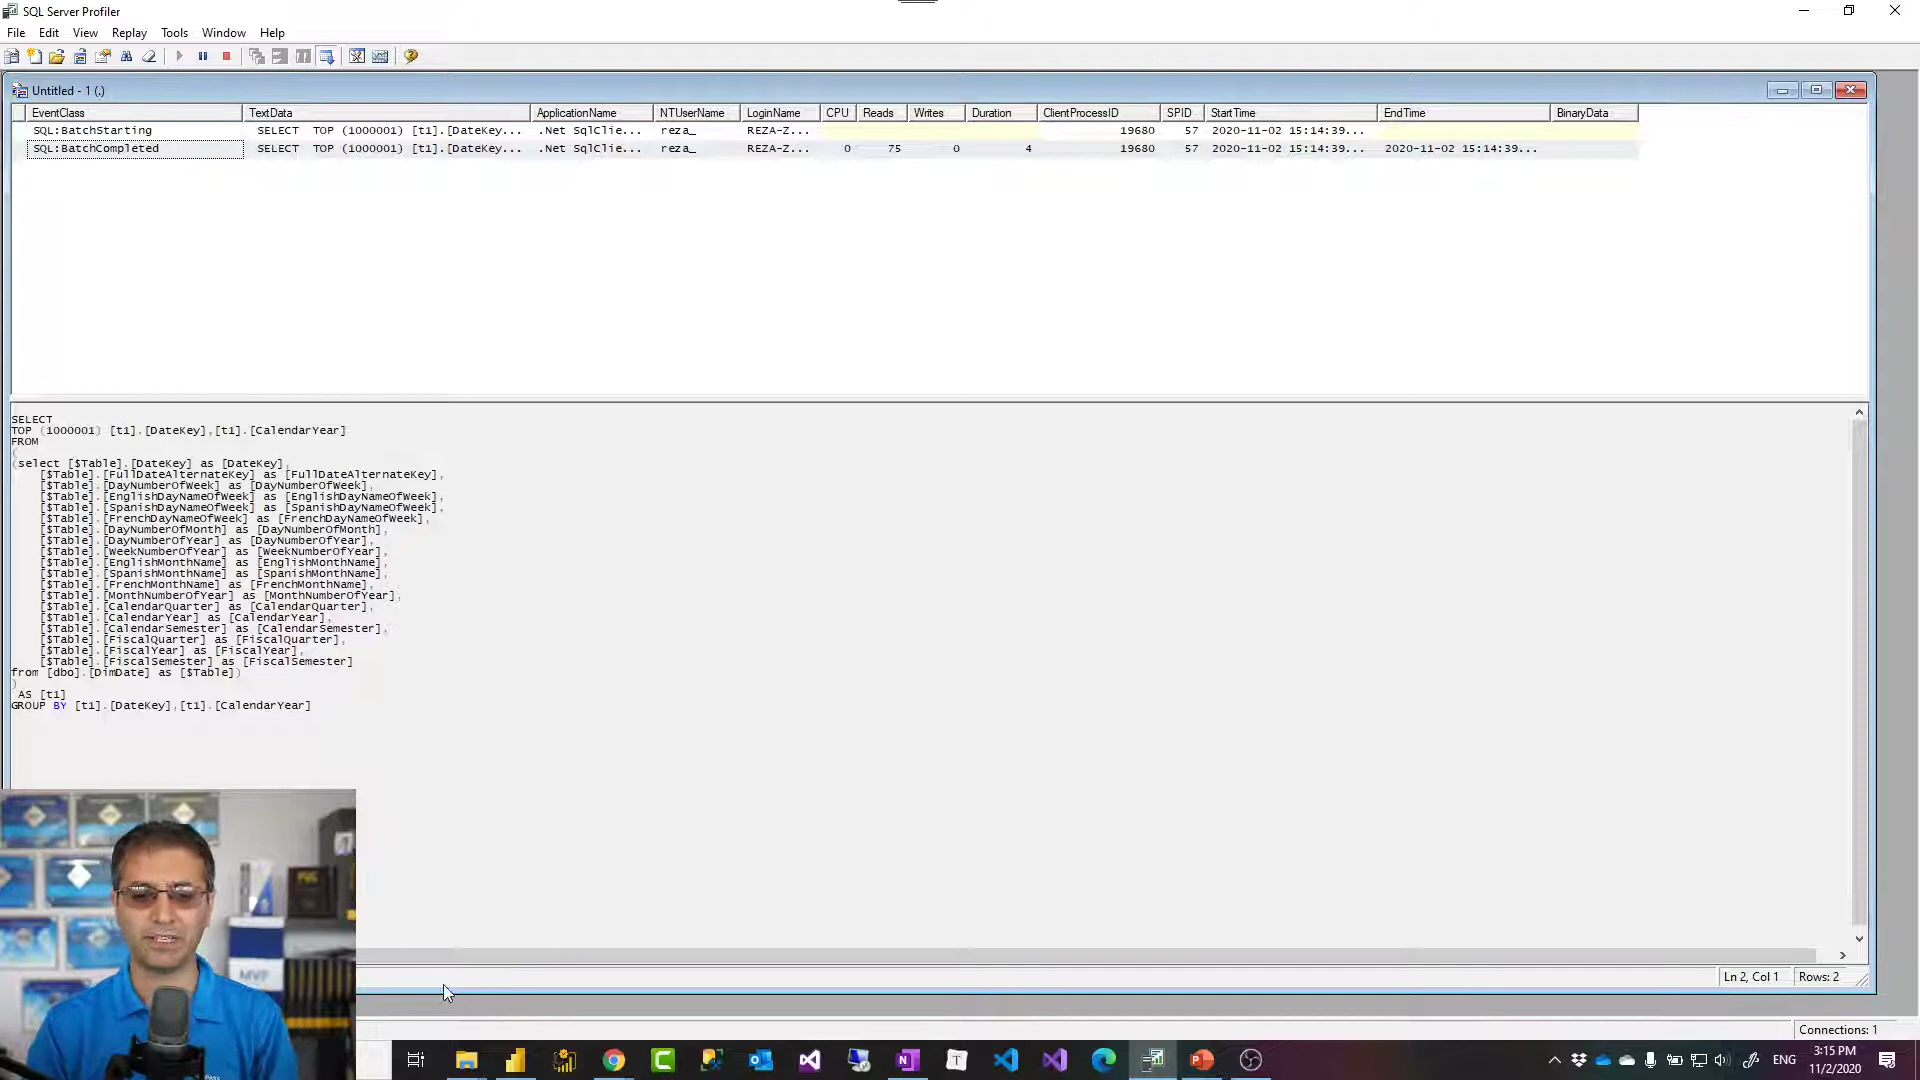 SQL Server Profiler
File Edit View Replay Tools Window Help
Untitled - 1 (.)
EventClass TextData ApplicationName NTUserName LoginName CPU Reads Writes Duration ClientProcessID SPID StartTime EndTime BinaryData
SQL:BatchStarting SELECT TOP (1000001) [t1].[DateKey... .Net SqlClie... reza_ REZA-Z... 19680 57 2020-11-02 15:14:39...
SQL:BatchCompleted SELECT TOP (1000001) [t1].[DateKey... .Net SqlClie... reza_ REZA-Z... 0 75 0 4 19680 57 2020-11-02 15:14:39... 2020-11-02 15:14:39...
SELECT
TOP (1000001) [t1].[DateKey],[t1].[CalendarYear]
FROM
(
(select [$Table].[DateKey] as [DateKey],
[$Table].[FullDateAlternateKey] as [FullDateAlternateKey],
[$Table].[DayNumberOfWeek] as [DayNumberOfWeek],
[$Table].[EnglishDayNameOfWeek] as [EnglishDayNameOfWeek],
[$Table].[SpanishDayNameOfWeek] as [SpanishDayNameOfWeek],
[$Table].[FrenchDayNameOfWeek] as [FrenchDayNameOfWeek],
[$Table].[DayNumberOfMonth] as [DayNumberOfMonth],
[$Table].[DayNumberOfYear] as [DayNumberOfYear],
[$Table].[WeekNumberOfYear] as [WeekNumberOfYear],
[$Table].[EnglishMonthName] as [EnglishMonthName],
[$Table].[SpanishMonthName] as [SpanishMonthName],
[$Table].[FrenchMonthName] as [FrenchMonthName],
[$Table].[MonthNumberOfYear] as [MonthNumberOfYear],
[$Table].[CalendarQuarter] as [CalendarQuarter],
[$Table].[CalendarYear] as [CalendarYear],
[$Table].[CalendarSemester] as [CalendarSemester],
[$Table].[FiscalQuarter] as [FiscalQuarter],
[$Table].[FiscalYear] as [FiscalYear],
[$Table].[FiscalSemester] as [FiscalSemester]
from [dbo].[DimDate] as [$Table])
)
AS [t1]
GROUP BY [t1].[DateKey],[t1].[CalendarYear]
MVP
Ln 2, Col 1 Rows: 2
Connections: 1
ENG
3:15 PM
11/2/2020